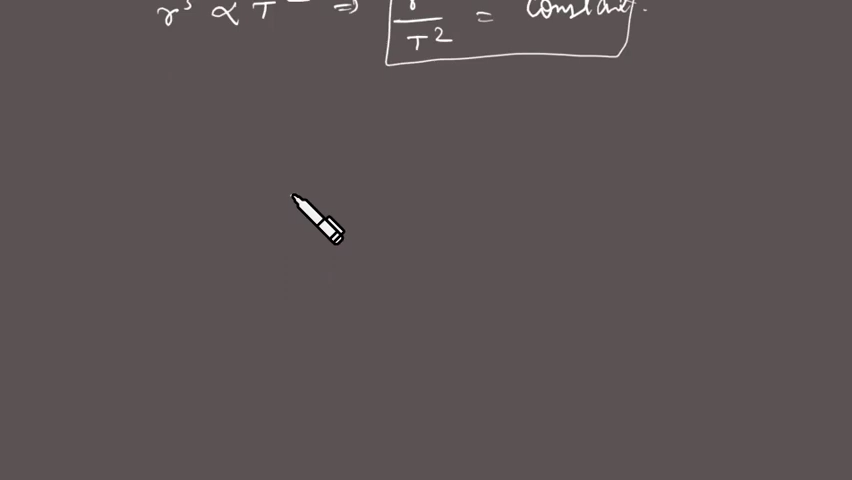 r³ ∝ T ⇒ r / T² = constant.